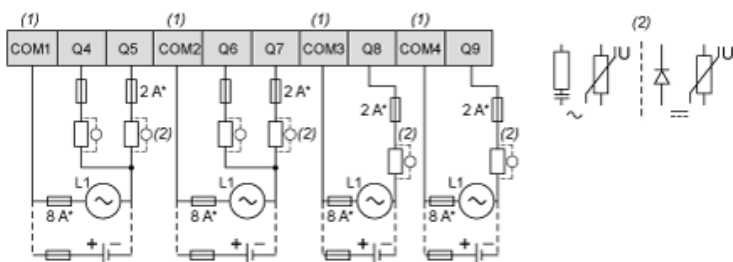 (1) (1) (1) (1) (2)
COM1 Q4 Q5 COM2 Q6 Q7 COM3 Q8 COM4 Q9
U U
2 A* 2 A* 2 A* 2 A*
(2) (2) (2) (2)
L1 L1 L1 L1
8 A* 8 A* 8 A* 8 A*
+ − + − + − + −